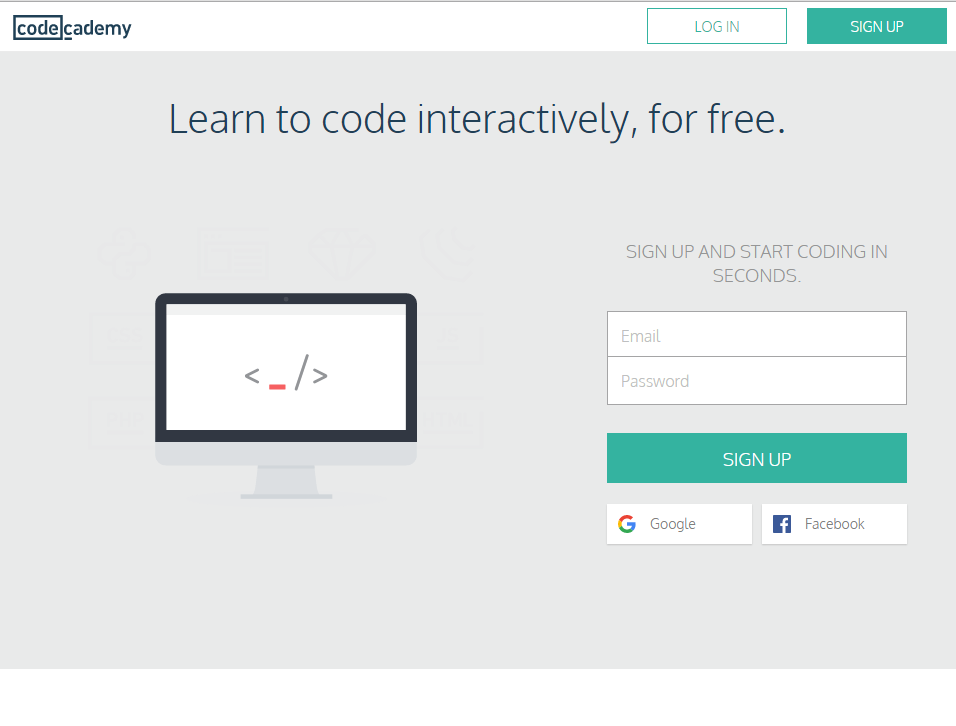 codecademy
LOG IN
SIGN UP
Learn to code interactively, for free.
SIGN UP AND START CODING IN
SECONDS.
CSS
JS
< _ />
Email
Password
PHP
SIGN UP
Google
Facebook